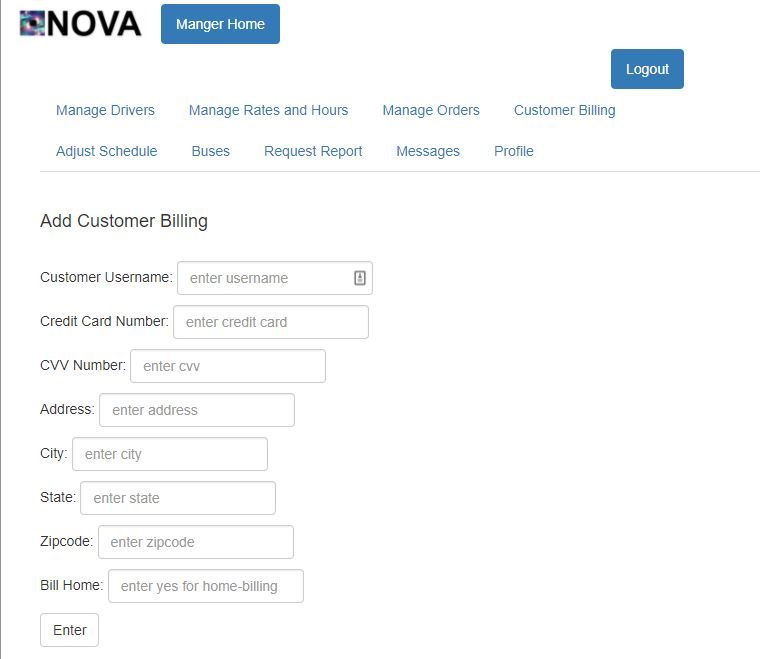 NOVA Manger Home
Logout
Manage Drivers Manage Rates and Hours Manage Orders Customer Billing
Adjust Schedule Buses Request Report Messages Profile
Add Customer Billing
Customer Username: enter username
Credit Card Number: enter credit card
CVV Number: enter cvv
Address: enter address
City: enter city
State: enter state
Zipcode: enter zipcode
Bill Home: enter yes for home-billing
Enter